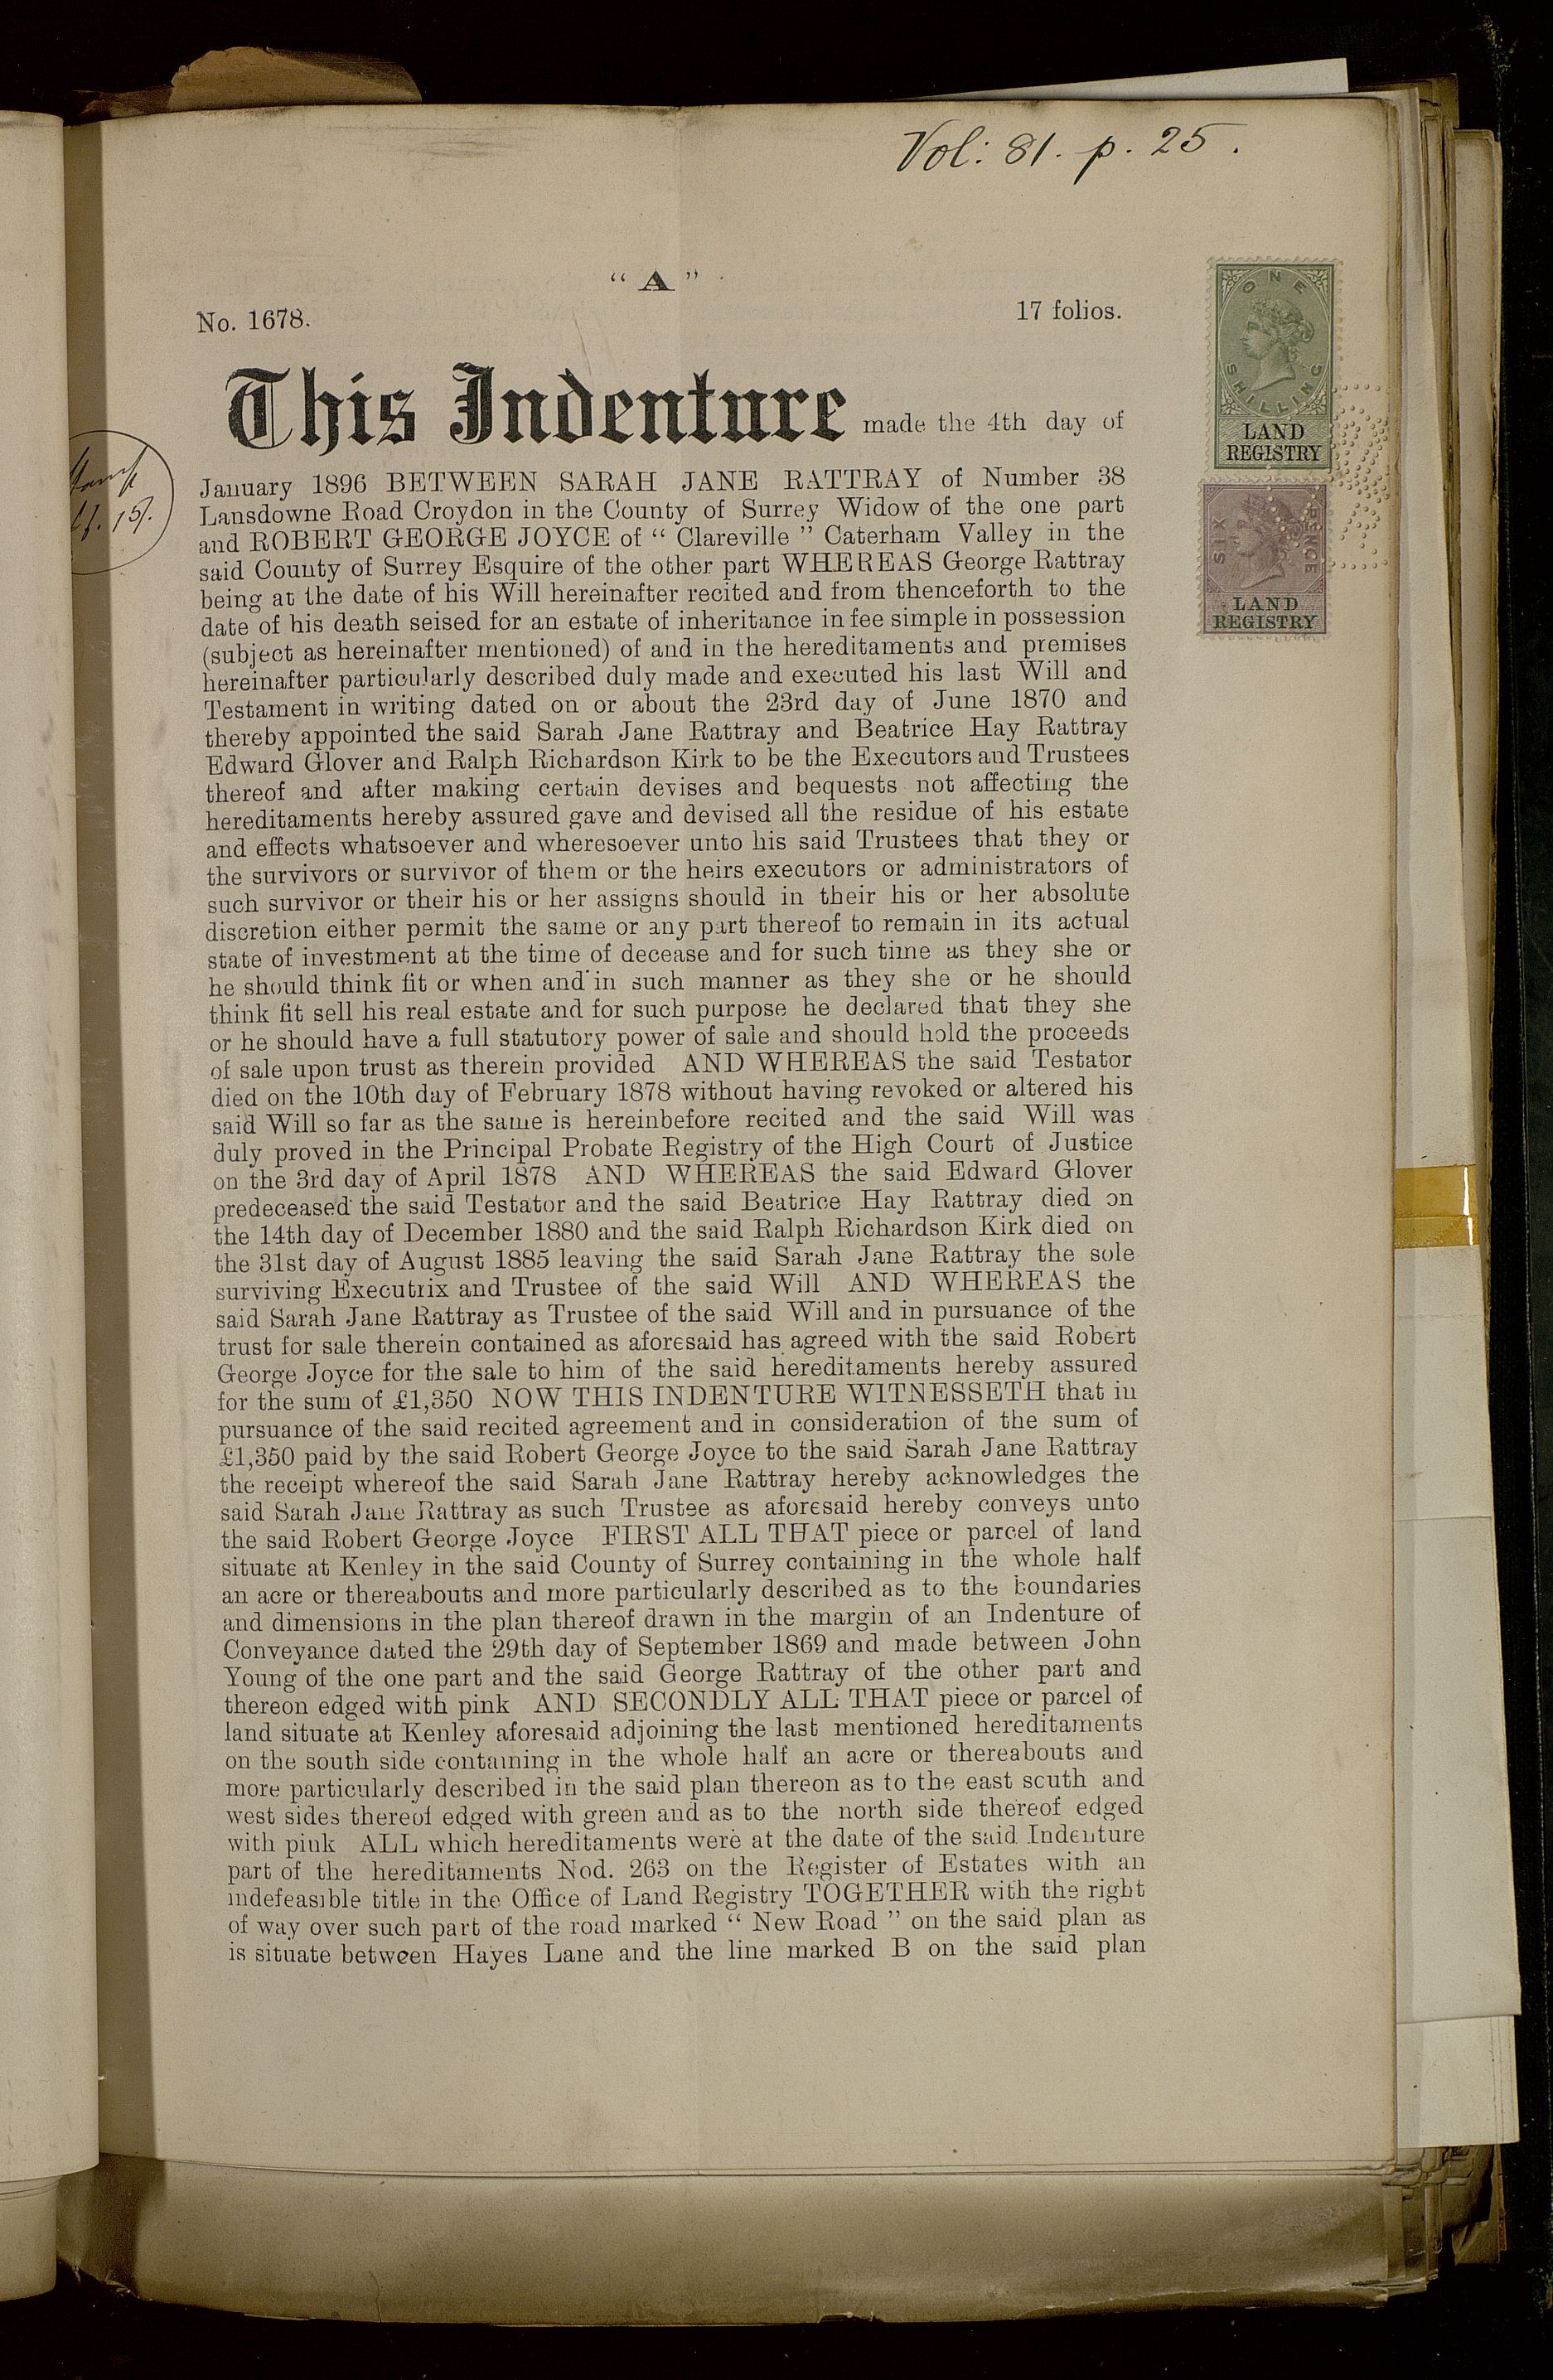 Vol: 81. p. 25.
" A "
No. 1678.
17 folios.
ONE
SHILLING
LAND
REGISTRY
SIX
PENCE
LAND
REGISTRY
This Indenture made the 4th day of
January 1896 BETWEEN SARAH JANE RATTRAY of Number 38
Lansdowne Road Croydon in the County of Surrey Widow of the one part
and ROBERT GEORGE JOYCE of " Clareville " Caterham Valley in the
said County of Surrey Esquire of the other part WHEREAS George Rattray
being at the date of his Will hereinafter recited and from thenceforth to the
date of his death seised for an estate of inheritance in fee simple in possession
(subject as hereinafter mentioned) of and in the hereditaments and premises
hereinafter particularly described duly made and executed his last Will and
Testament in writing dated on or about the 23rd day of June 1870 and
thereby appointed the said Sarah Jane Rattray and Beatrice Hay Rattray
Edward Glover and Ralph Richardson Kirk to be the Executors and Trustees
thereof and after making certain devises and bequests not affecting the
hereditaments hereby assured gave and devised all the residue of his estate
and effects whatsoever and wheresoever unto his said Trustees that they or
the survivors or survivor of them or the heirs executors or administrators of
such survivor or their his or her assigns should in their his or her absolute
discretion either permit the same or any part thereof to remain in its actual
state of investment at the time of decease and for such time as they she or
he should think fit or when and in such manner as they she or he should
think fit sell his real estate and for such purpose he declared that they she
or he should have a full statutory power of sale and should hold the proceeds
of sale upon trust as therein provided AND WHEREAS the said Testator
died on the 10th day of February 1878 without having revoked or altered his
said Will so far as the same is hereinbefore recited and the said Will was
duly proved in the Principal Probate Registry of the High Court of Justice
on the 3rd day of April 1878 AND WHEREAS the said Edward Glover
predeceased the said Testator and the said Beatrice Hay Rattray died on
the 14th day of December 1880 and the said Ralph Richardson Kirk died on
the 31st day of August 1885 leaving the said Sarah Jane Rattray the sole
surviving Executrix and Trustee of the said Will AND WHEREAS the
said Sarah Jane Rattray as Trustee of the said Will and in pursuance of the
trust for sale therein contained as aforesaid has agreed with the said Robert
George Joyce for the sale to him of the said hereditaments hereby assured
for the sum of £1,350 NOW THIS INDENTURE WITNESSETH that in
pursuance of the said recited agreement and in consideration of the sum of
£1,350 paid by the said Robert George Joyce to the said Sarah Jane Rattray
the receipt whereof the said Sarah Jane Rattray hereby acknowledges the
said Sarah Jane Rattray as such Trustee as aforesaid hereby conveys unto
the said Robert George Joyce FIRST ALL THAT piece or parcel of land
situate at Kenley in the said County of Surrey containing in the whole half
an acre or thereabouts and more particularly described as to the boundaries
and dimensions in the plan thereof drawn in the margin of an Indenture of
Conveyance dated the 29th day of September 1869 and made between John
Young of the one part and the said George Rattray of the other part and
thereon edged with pink AND SECONDLY ALL THAT piece or parcel of
land situate at Kenley aforesaid adjoining the last mentioned hereditaments
on the south side containing in the whole half an acre or thereabouts and
more particularly described in the said plan thereon as to the east south and
west sides thereof edged with green and as to the north side thereof edged
with pink ALL which hereditaments were at the date of the said Indenture
part of the hereditaments Nod. 263 on the Register of Estates with an
indefeasible title in the Office of Land Registry TOGETHER with the right
of way over such part of the road marked " New Road " on the said plan as
is situate between Hayes Lane and the line marked B on the said plan